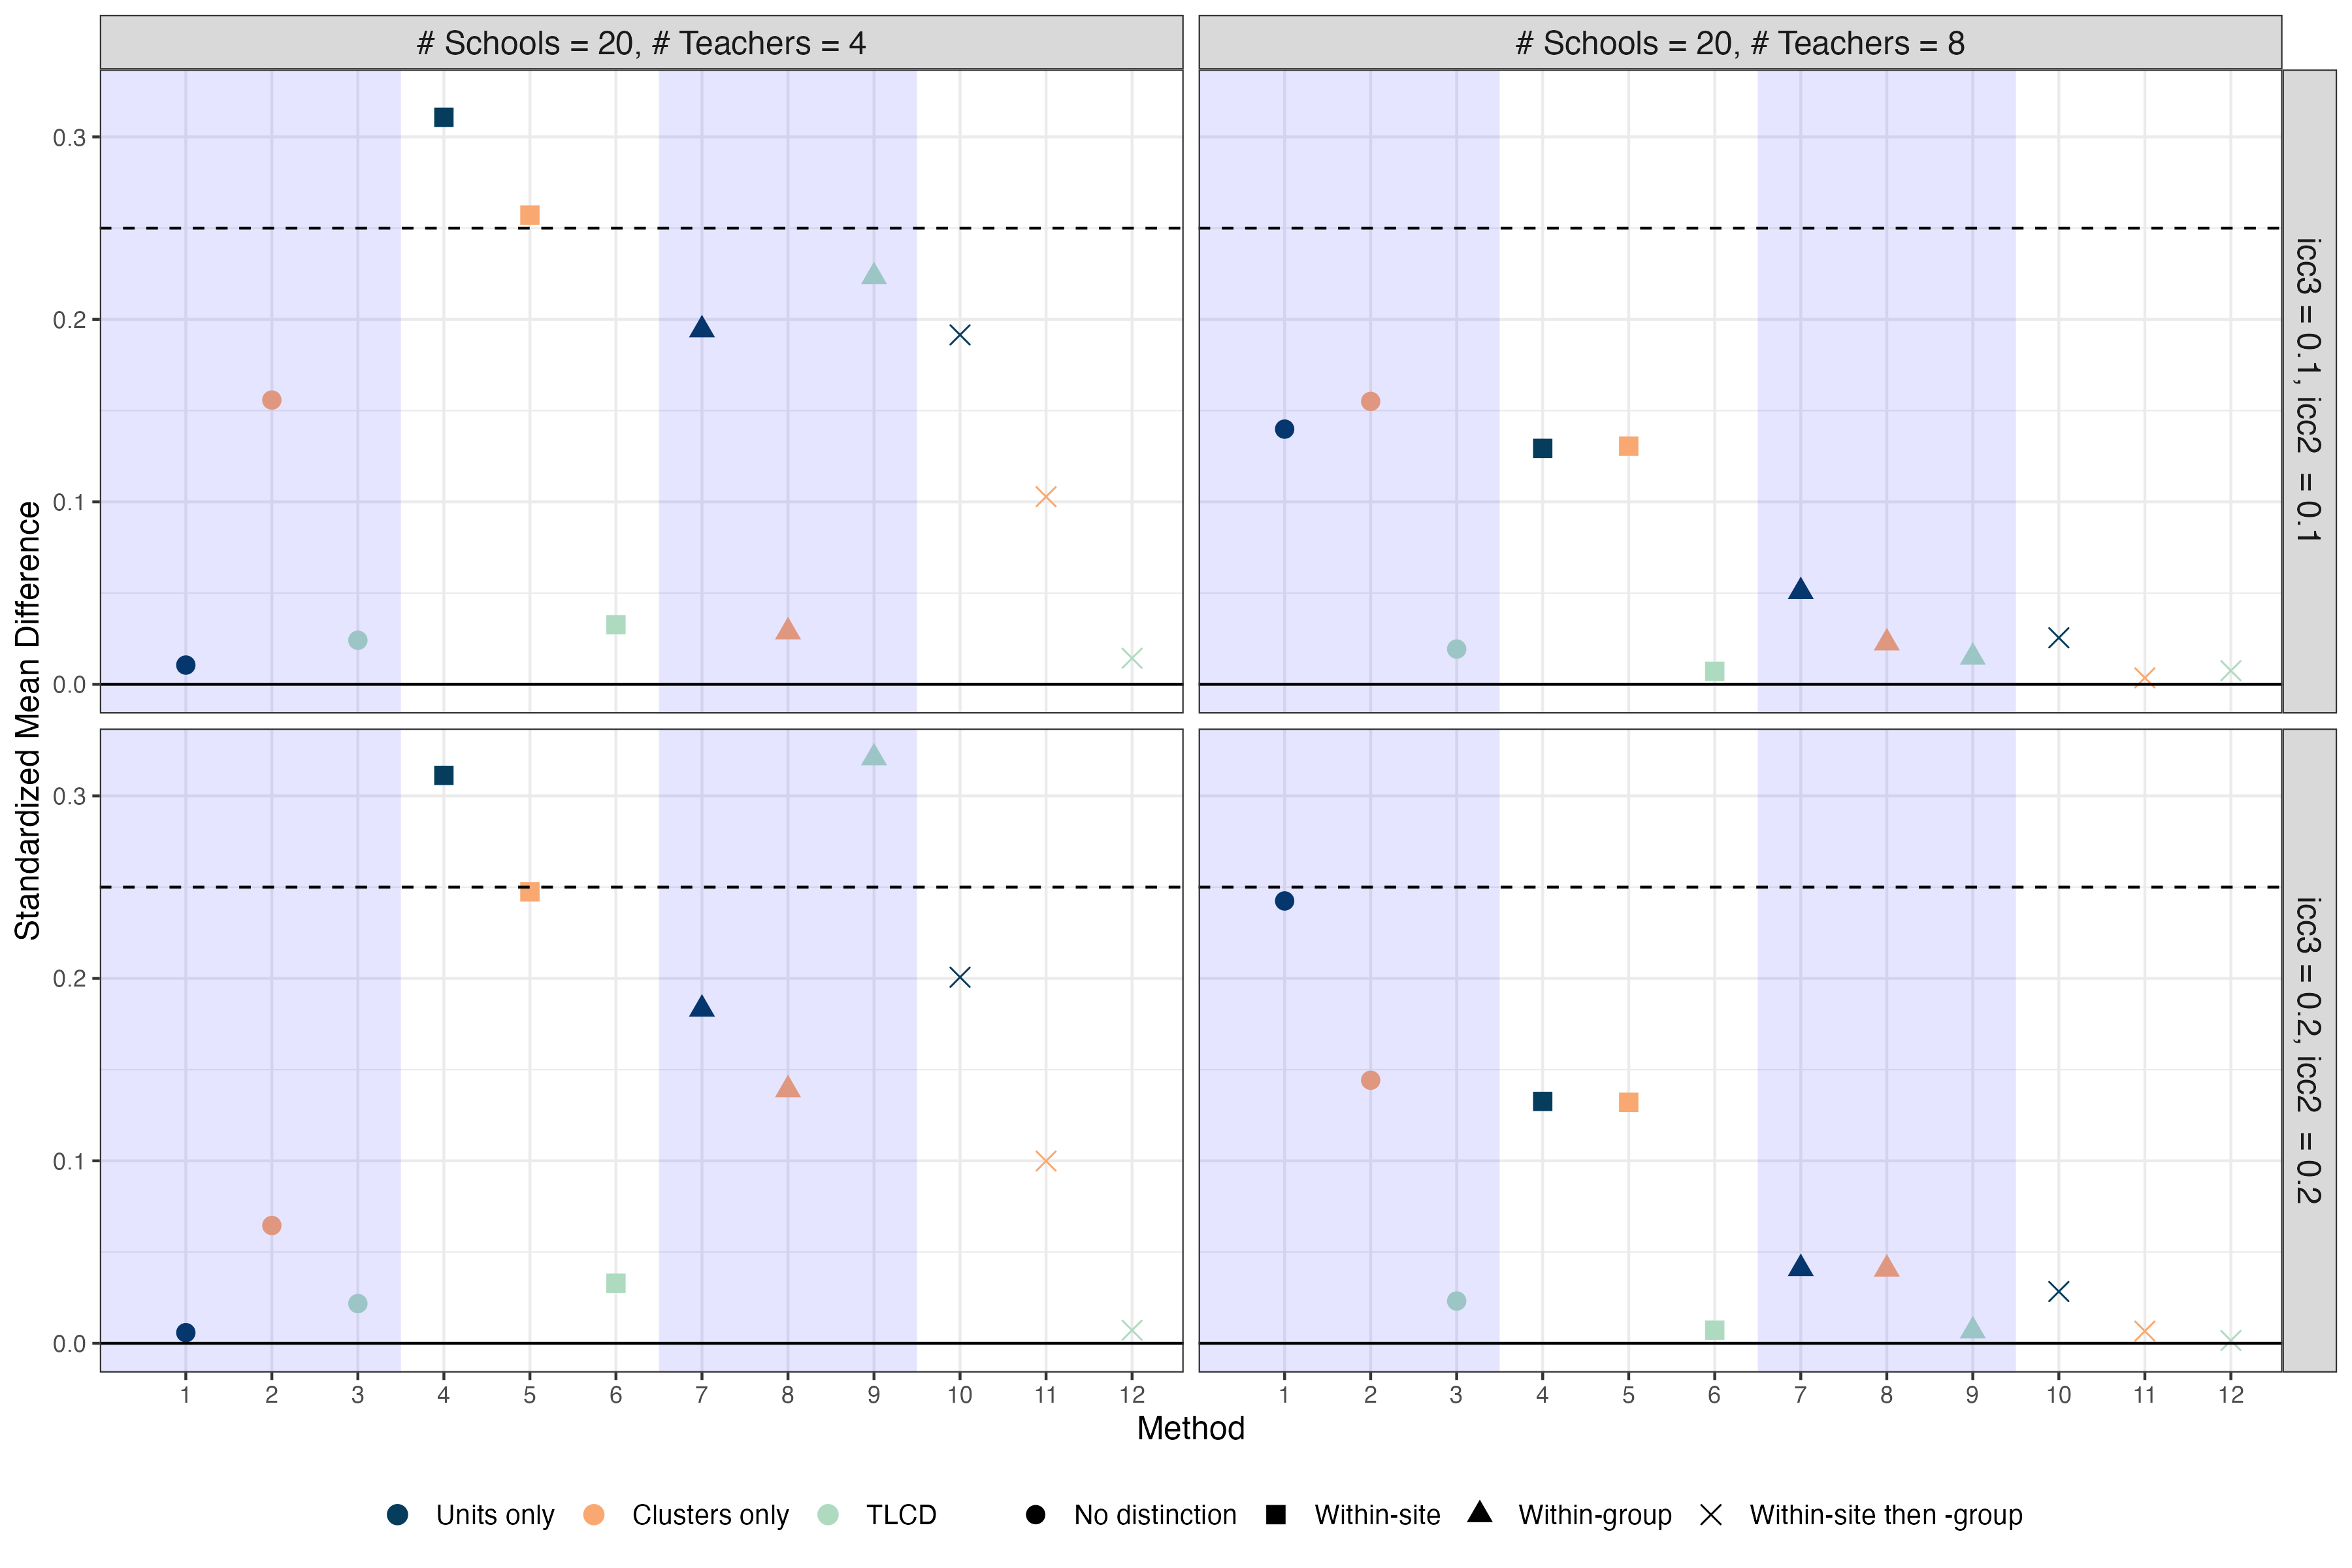 # Schools = 20, # Teachers = 4
# Schools = 20, # Teachers = 8
Standardized Mean Difference
0.3
0.2
0.1
0.0
icc3 = 0.1, icc2 = 0.1
0.3
0.2
0.1
0.0
icc3 = 0.2, icc2 = 0.2
1 2 3 4 5 6 7 8 9 10 11 12
1 2 3 4 5 6 7 8 9 10 11 12
Method
Units only Clusters only TLCD No distinction Within-site Within-group Within-site then -group